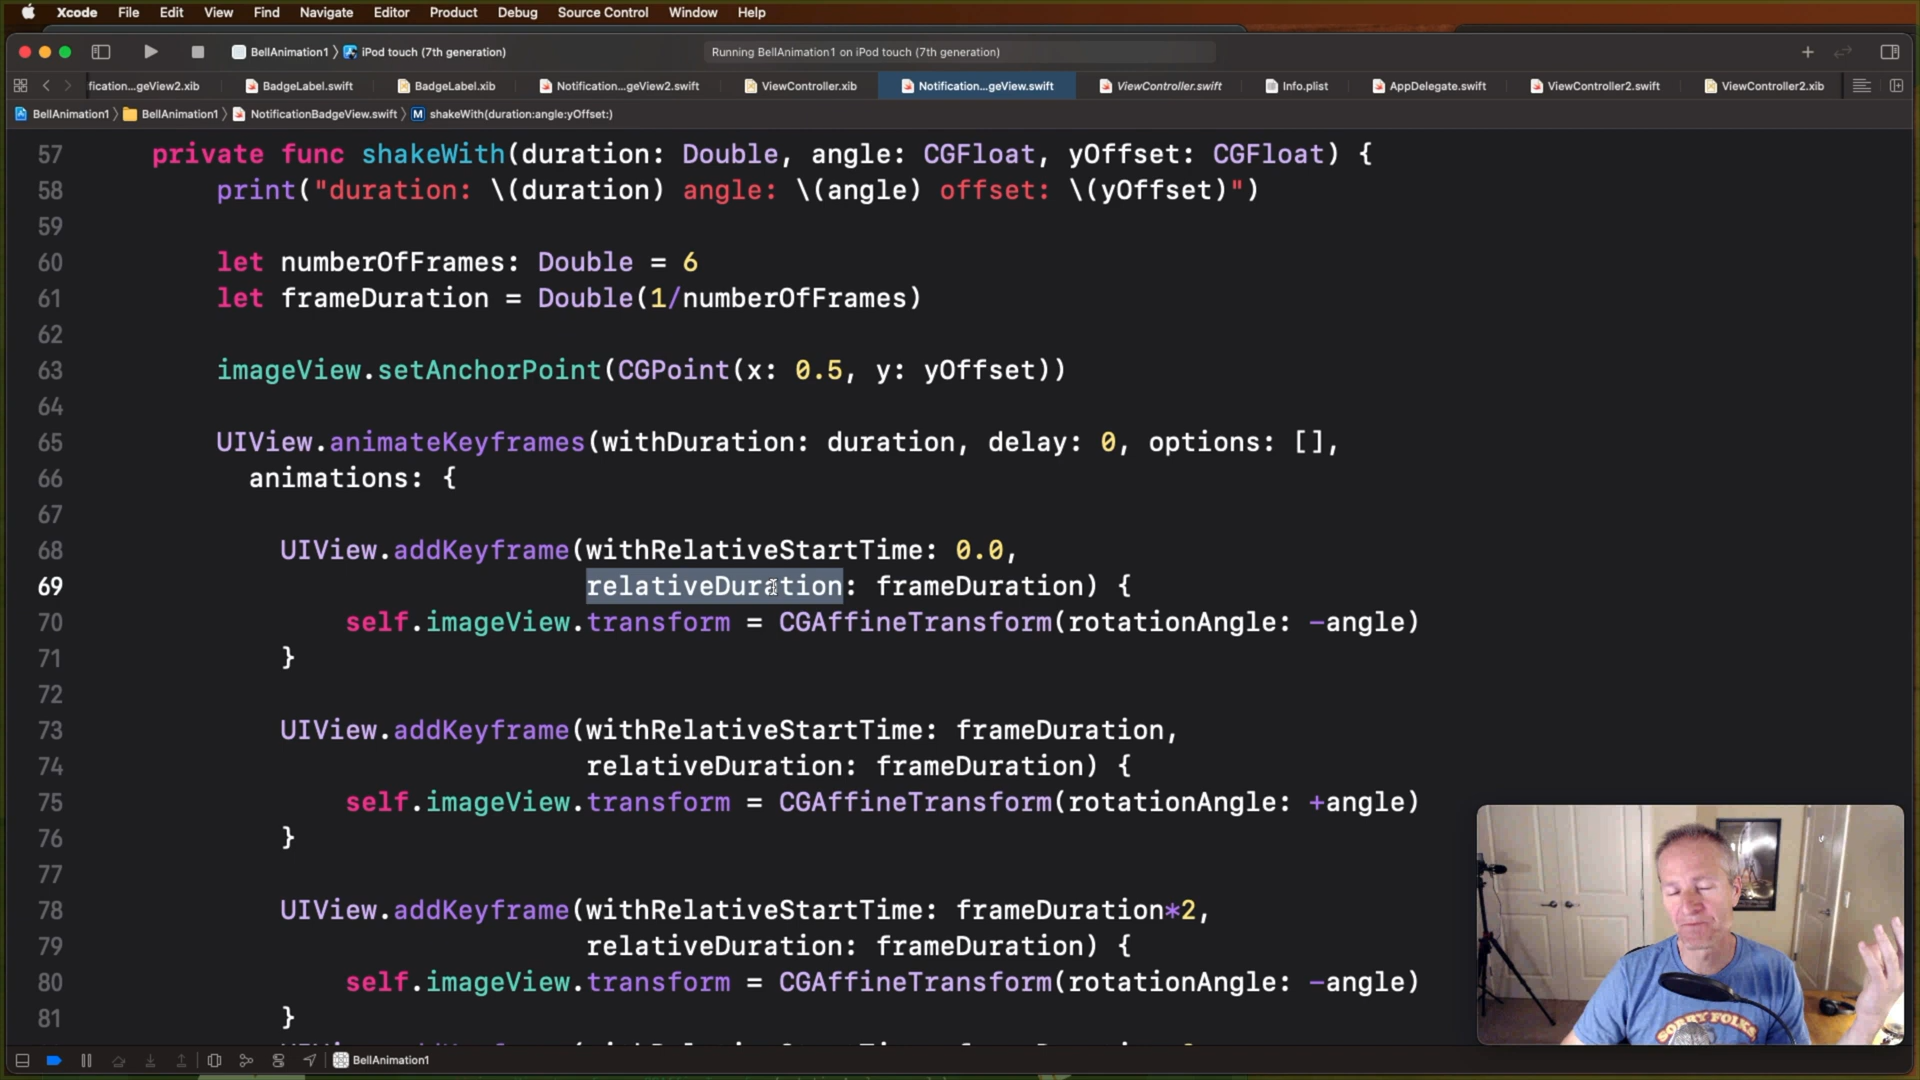 Xcode File Edit View Find Navigate Editor Product Debug Source Control Window Help
BellAnimation1 〉 iPod touch (7th generation) Running BellAnimation1 on iPod touch (7th generation)
fication...geView2.xib BadgeLabel.swift BadgeLabel.xib Notification...geView2.swift ViewController.xib Notification...geView.swift ViewController.swift Info.plist AppDelegate.swift ViewController2.swift ViewController2.xib
BellAnimation1 〉 BellAnimation1 〉 NotificationBadgeView.swift 〉 M shakeWith(duration:angle:yOffset:)
57 private func shakeWith(duration: Double, angle: CGFloat, yOffset: CGFloat) {
58 print("duration: \(duration) angle: \(angle) offset: \(yOffset)")
59
60 let numberOfFrames: Double = 6
61 let frameDuration = Double(1/numberOfFrames)
62
63 imageView.setAnchorPoint(CGPoint(x: 0.5, y: yOffset))
64
65 UIView.animateKeyframes(withDuration: duration, delay: 0, options: [],
66 animations: {
67
68 UIView.addKeyframe(withRelativeStartTime: 0.0,
69 relativeDuration: frameDuration) {
70 self.imageView.transform = CGAffineTransform(rotationAngle: -angle)
71 }
72
73 UIView.addKeyframe(withRelativeStartTime: frameDuration,
74 relativeDuration: frameDuration) {
75 self.imageView.transform = CGAffineTransform(rotationAngle: +angle)
76 }
77
78 UIView.addKeyframe(withRelativeStartTime: frameDuration*2,
79 relativeDuration: frameDuration) {
80 self.imageView.transform = CGAffineTransform(rotationAngle: -angle)
81 }
SORRY FOLKS
BellAnimation1